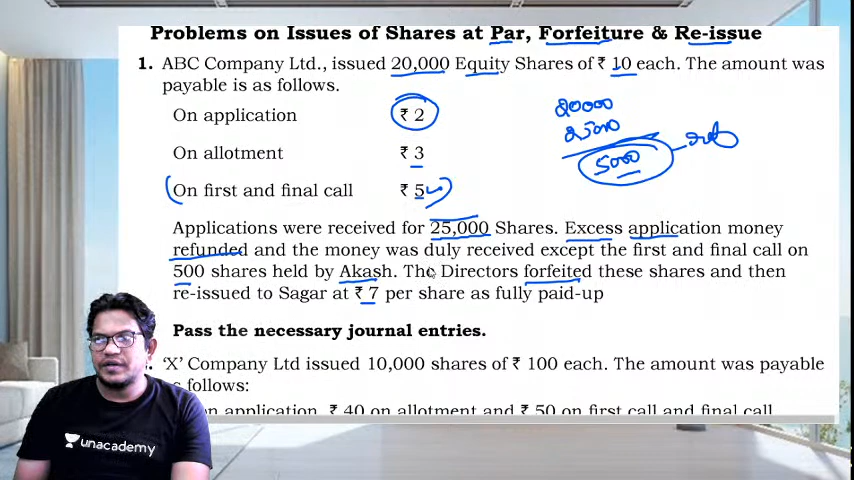 Problems on Issues of Shares at Par, Forfeiture & Re-issue
1. ABC Company Ltd., issued 20,000 Equity Shares of ₹ 10 each. The amount was
payable is as follows.
On application ₹ 2
On allotment ₹ 3
On first and final call ₹ 5
20000
25000
5000
Applications were received for 25,000 Shares. Excess application money
refunded and the money was duly received except the first and final call on
500 shares held by Akash. The Directors forfeited these shares and then
re-issued to Sagar at ₹ 7 per share as fully paid-up
Pass the necessary journal entries.
'X' Company Ltd issued 10,000 shares of ₹ 100 each. The amount was payable
s follows:
on application, ₹ 40 on allotment and ₹ 50 on first call and final call
unacademy